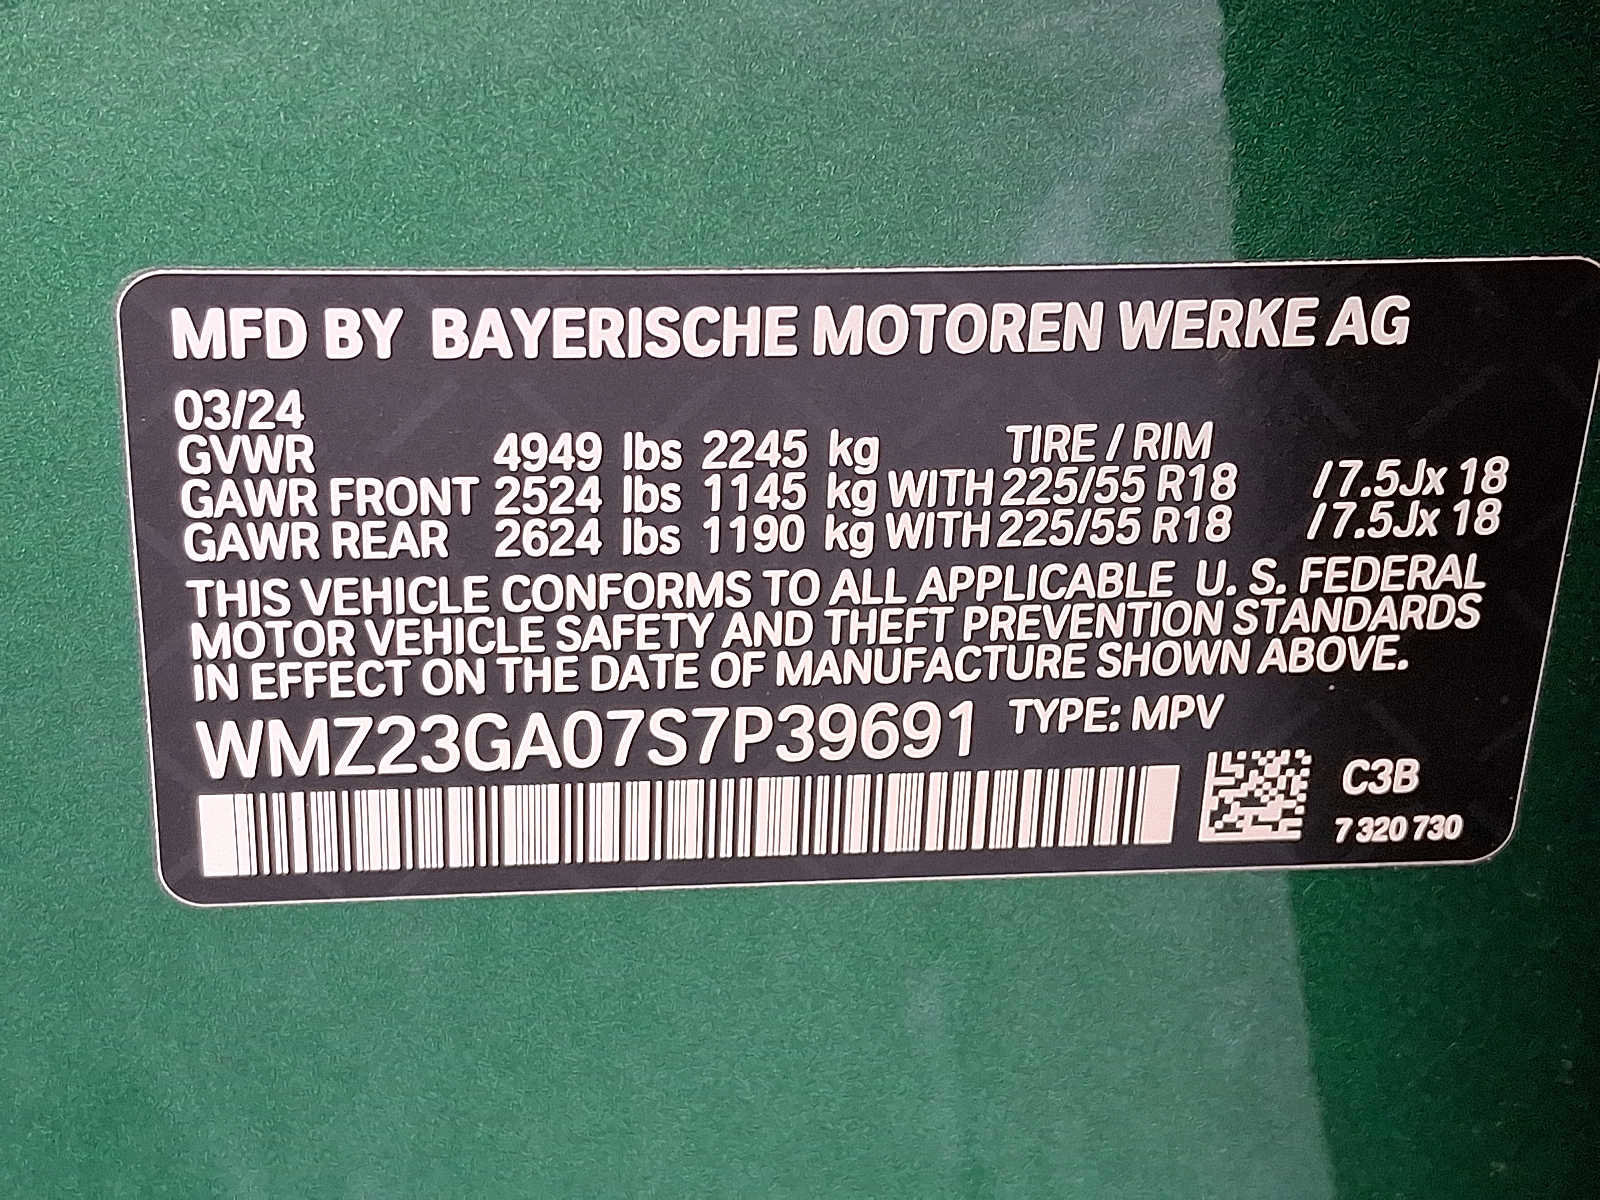 MFD BY BAYERISCHE MOTOREN WERKE AG
03/24
GVWR 4949 lbs 2245 kg TIRE / RIM
GAWR FRONT 2524 lbs 1145 kg WITH 225/55 R18 /7.5Jx 18
GAWR REAR 2624 lbs 1190 kg WITH 225/55 R18 /7.5Jx 18
THIS VEHICLE CONFORMS TO ALL APPLICABLE U. S. FEDERAL
MOTOR VEHICLE SAFETY AND THEFT PREVENTION STANDARDS
IN EFFECT ON THE DATE OF MANUFACTURE SHOWN ABOVE.
WMZ23GA07S7P39691 TYPE: MPV
C3B
7 320 730